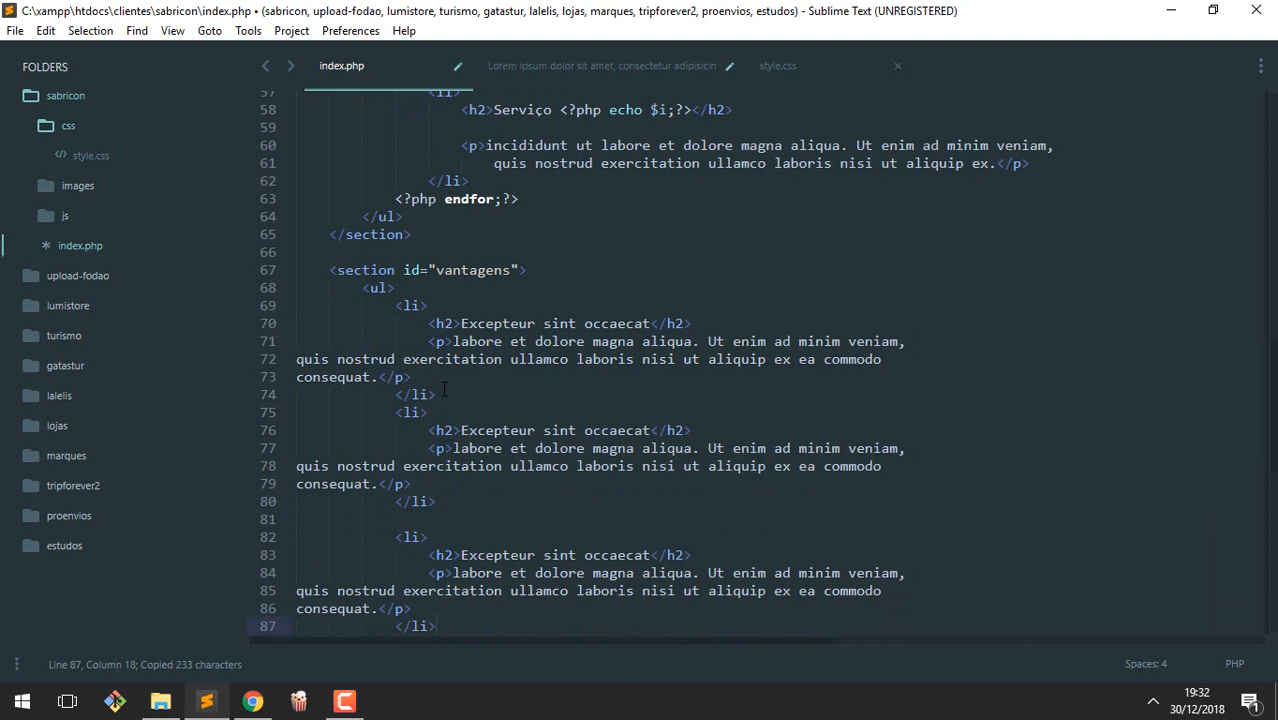 C:\xampp\htdocs\clientes\sabricon\index.php • (sabricon, upload-fodao, lumistore, turismo, gatastur, lalelis, lojas, marques, tripforever2, proenvios, estudos) - Sublime Text (UNREGISTERED)
File Edit Selection Find View Goto Tools Project Preferences Help
FOLDERS
sabricon
css
style.css
images
js
index.php
upload-fodao
lumistore
turismo
gatastur
lalelis
lojas
marques
tripforever2
proenvios
estudos
index.php Lorem ipsum dolor sit amet, consectetur adipisicin style.css
57 <li>
58 <h2>Serviço <?php echo $i;?></h2>
59
60 <p>incididunt ut labore et dolore magna aliqua. Ut enim ad minim veniam,
61 quis nostrud exercitation ullamco laboris nisi ut aliquip ex.</p>
62 </li>
63 <?php endfor;?>
64 </ul>
65 </section>
66
67 <section id="vantagens">
68 <ul>
69 <li>
70 <h2>Excepteur sint occaecat</h2>
71 <p>labore et dolore magna aliqua. Ut enim ad minim veniam,
72 quis nostrud exercitation ullamco laboris nisi ut aliquip ex ea commodo
73 consequat.</p>
74 </li>
75 <li>
76 <h2>Excepteur sint occaecat</h2>
77 <p>labore et dolore magna aliqua. Ut enim ad minim veniam,
78 quis nostrud exercitation ullamco laboris nisi ut aliquip ex ea commodo
79 consequat.</p>
80 </li>
81
82 <li>
83 <h2>Excepteur sint occaecat</h2>
84 <p>labore et dolore magna aliqua. Ut enim ad minim veniam,
85 quis nostrud exercitation ullamco laboris nisi ut aliquip ex ea commodo
86 consequat.</p>
87 </li>
Line 87, Column 18; Copied 233 characters Spaces: 4 PHP
19:32
30/12/2018
1